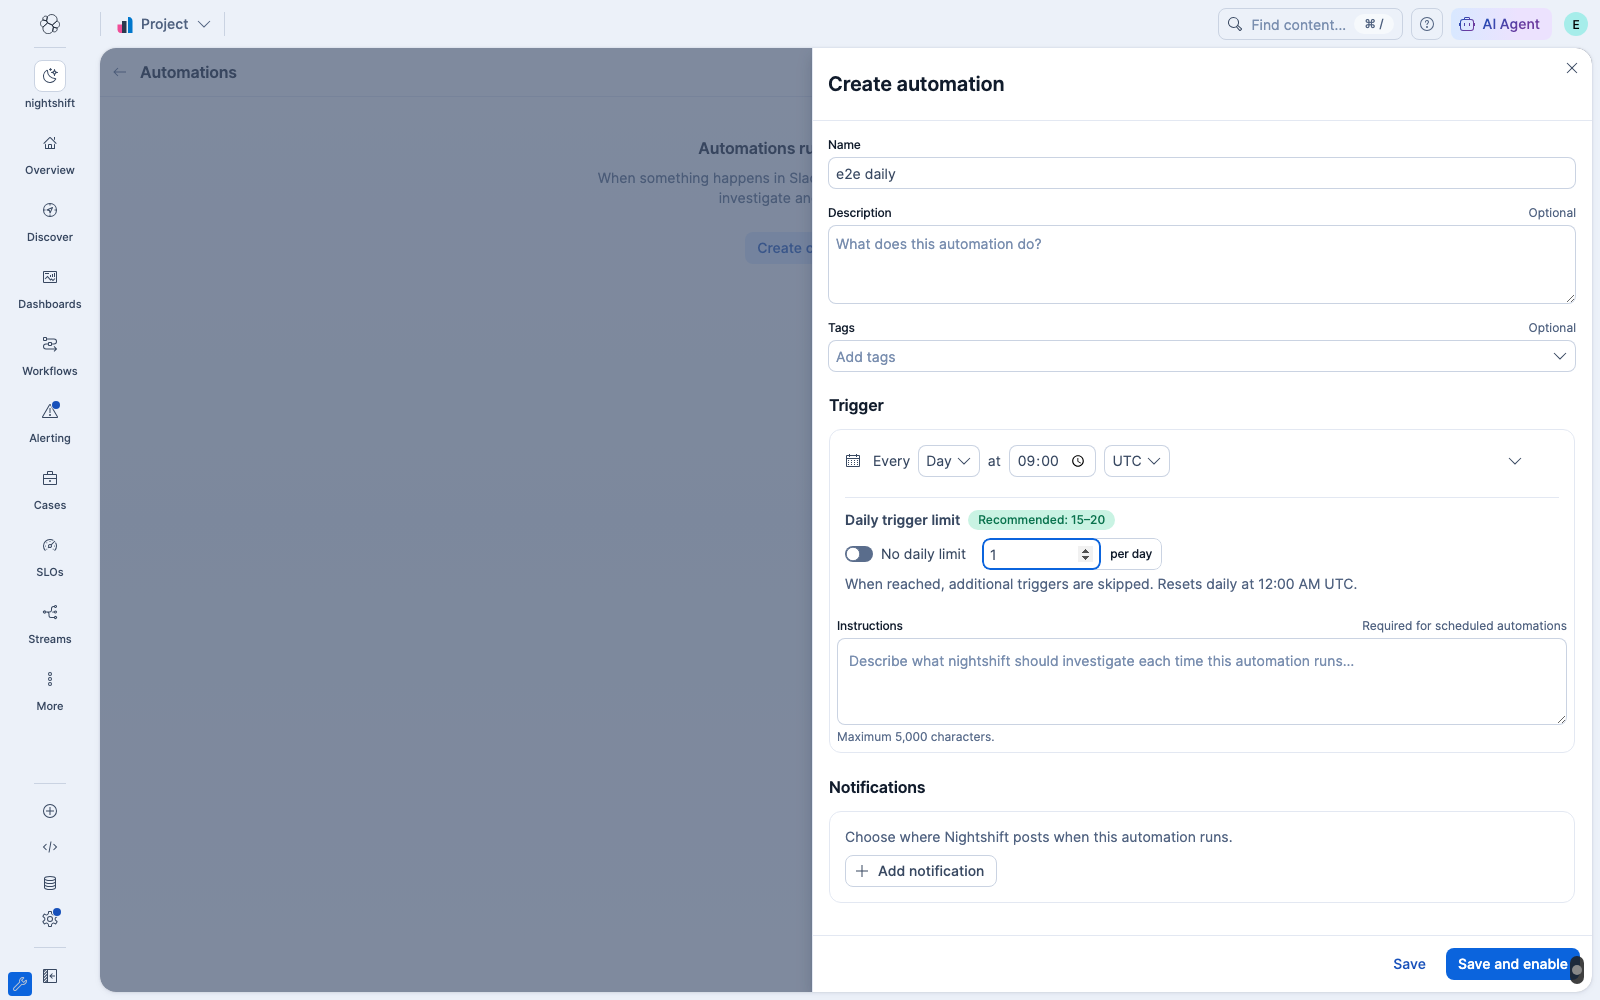 Project
Find content...
⌘ /
AI Agent
E
nightshift
Overview
Discover
Dashboards
Workflows
Alerting
Cases
SLOs
Streams
More
Automations
Automations ru
When something happens in Slac
investigate an
Create
Create automation
Name
e2e daily
Description
Optional
What does this automation do?
Tags
Optional
Add tags
Trigger
Every Day at 09:00 UTC
Daily trigger limit Recommended: 15–20
No daily limit 1 per day
When reached, additional triggers are skipped. Resets daily at 12:00 AM UTC.
Instructions
Required for scheduled automations
Describe what nightshift should investigate each time this automation runs...
Maximum 5,000 characters.
Notifications
Choose where Nightshift posts when this automation runs.
Add notification
Save
Save and enable